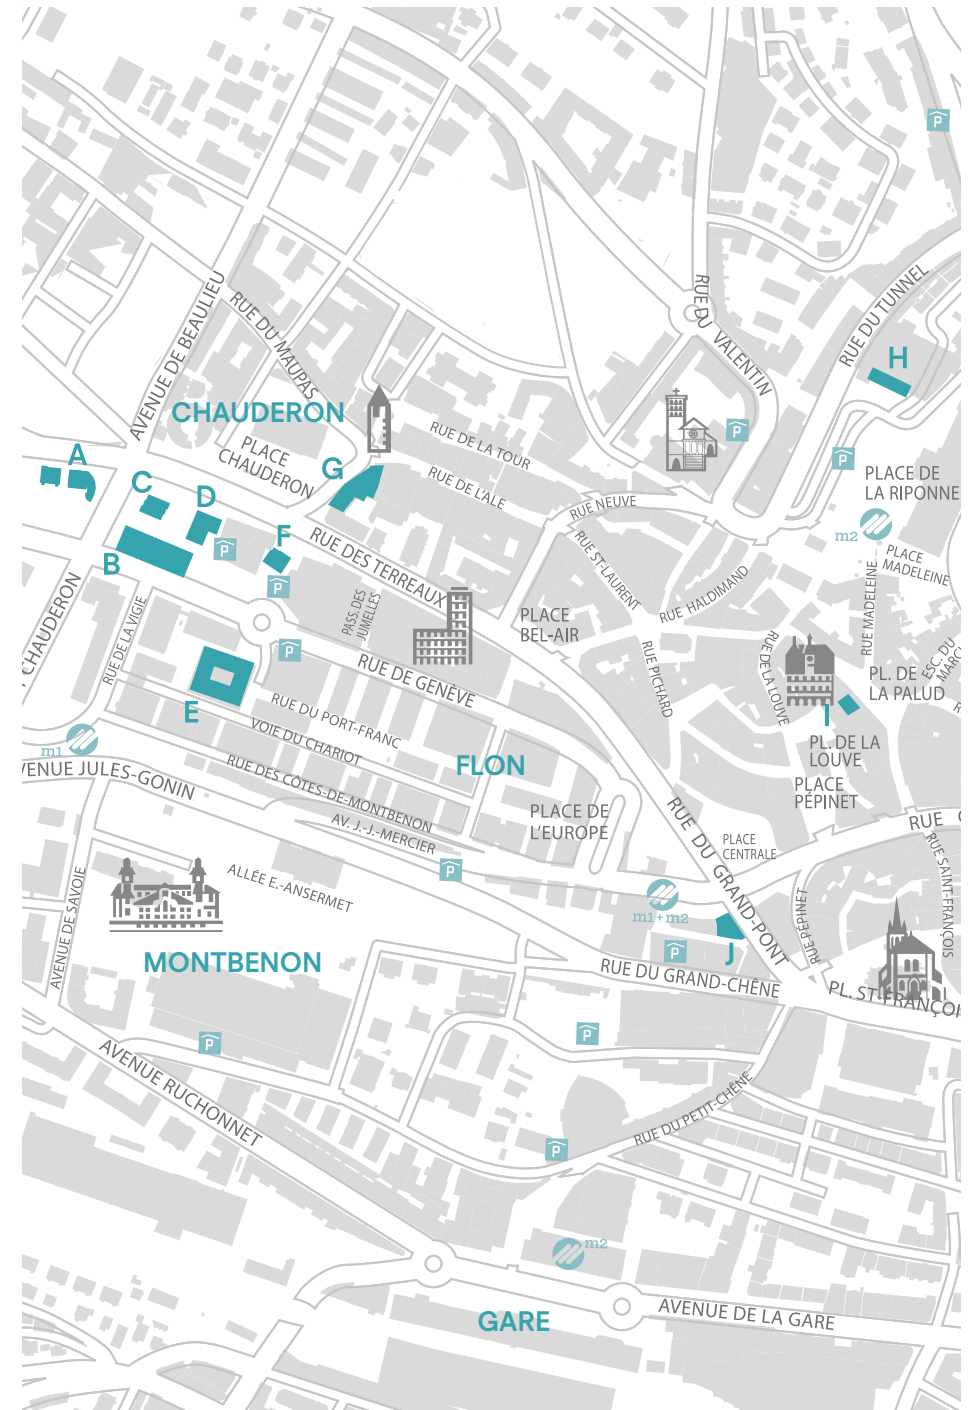 P
RUE DU TUNNEL
RUE DU VALENTIN
AVENUE DE BEAULIEU
RUE DU MAUPAS
H
CHAUDERON
P
RUE DE LA TOUR
PLACE
CHAUDERON
A
P
G
RUE DE L'ALE
PLACE DE
LA RIPONNE
C
D
RUE NEUVE
m2
F
P
RUE DES TERREAUX
B
P
RUE ST-LAURENT
PLACE
MADELEINE
RUE HALDIMAND
RUE MADELEINE
CHAUDERON
RUE DE LA VIGIE
PASS. DES
JUMELLES
PLACE
BEL-AIR
P
RUE DE GENÈVE
RUE PICHARD
RUE DE LA LOUVE
ESC. DU
PL. DE
LA PALUD
E
RUE DU PORT-FRANC
I
VOIE DU CHARIOT
m1
PL. DE LA
LOUVE
VENUE JULES-GONIN
RUE DES CÔTES-DE-MONTBENON
FLON
PLACE
PÉPINET
PLACE DE
L'EUROPE
AV. J.-J.-MERCIER
RUE DU GRAND-PONT
PLACE
CENTRALE
RUE
RUE SAINT-FRANÇOIS
P
ALLÉE E.-ANSERMET
AVENUE DE SAVOIE
m1+m2
RUE PÉPINET
MONTBENON
P
J
RUE DU GRAND-CHÊNE
PL. ST-FRANÇOI
P
P
AVENUE RUCHONNET
RUE DU PETIT-CHÊNE
P
m2
GARE
AVENUE DE LA GARE